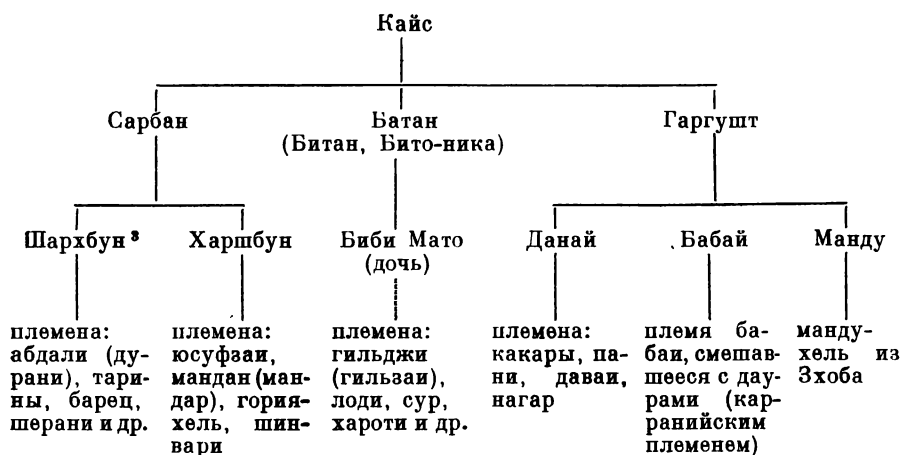 Кайс
Сарбан Батан Гаргушт
(Битан, Бито-ника)
Шархбун³ Харшбун Биби Мато Данай Бабай Манду
(дочь)
племена:
абдали (ду-
рани), тари-
ны, барец,
шерани и др.
племена:
юсуфзаи,
мандан (ман-
дар), гория-
хель, шин-
вари
племена:
гильджи
(гильзаи),
лоди, сур,
хароти и др.
племена:
какары, па-
ни, даваи,
нагар
племя ба-
баи, смешав-
шееся с дау-
рами (кар-
ранийским
племенем)
манду-
хель из
Зхоба